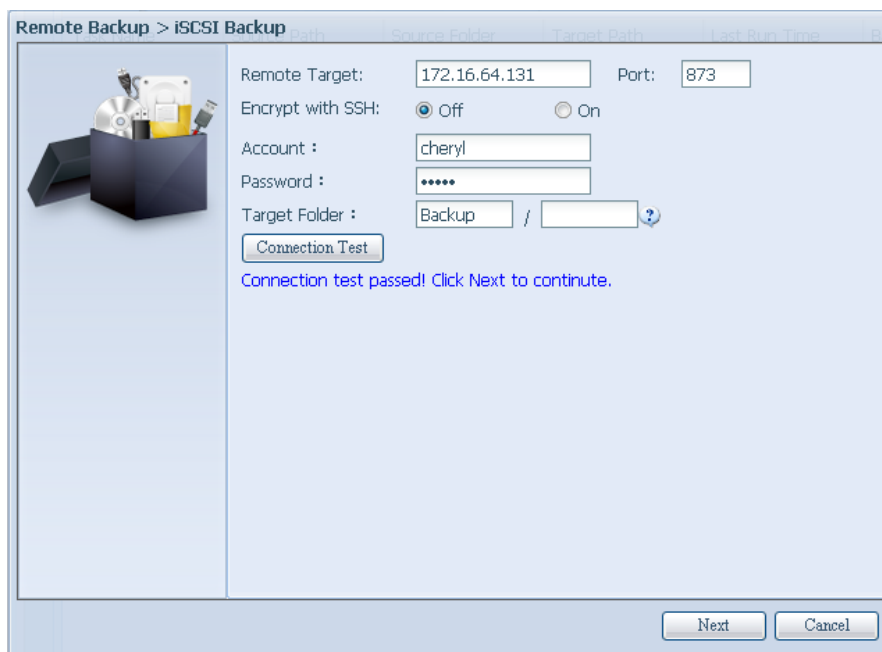 Remote Backup > iSCSI Backup
Source Folder Target Path Last Run Time
Remote Target: 172.16.64.131 Port: 873
Encrypt with SSH: Off On
Account : cheryl
Password : •••••
Target Folder : Backup / ?
Connection Test
Connection test passed! Click Next to continute.
Next Cancel